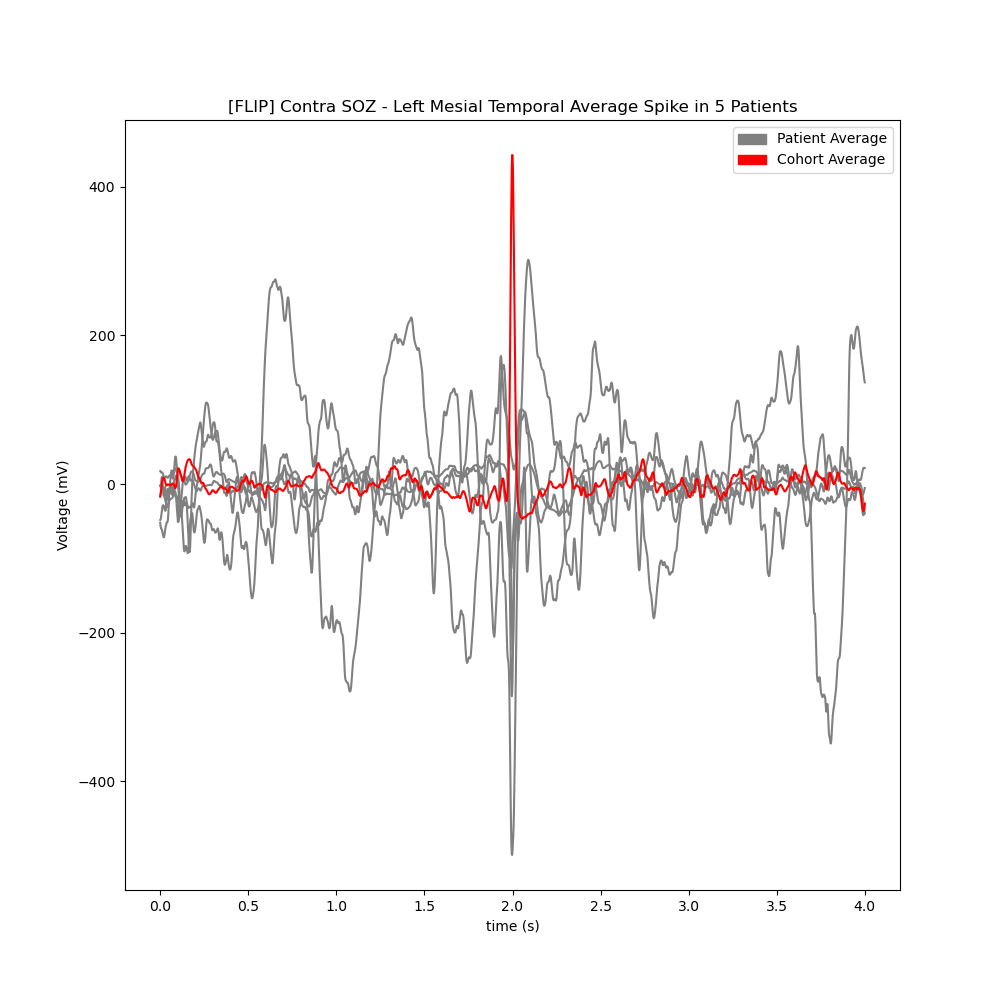 [FLIP] Contra SOZ - Left Mesial Temporal Average Spike in 5 Patients
Patient Average
Cohort Average
400
200
0
−200
−400
Voltage (mV)
0.0 0.5 1.0 1.5 2.0 2.5 3.0 3.5 4.0
time (s)